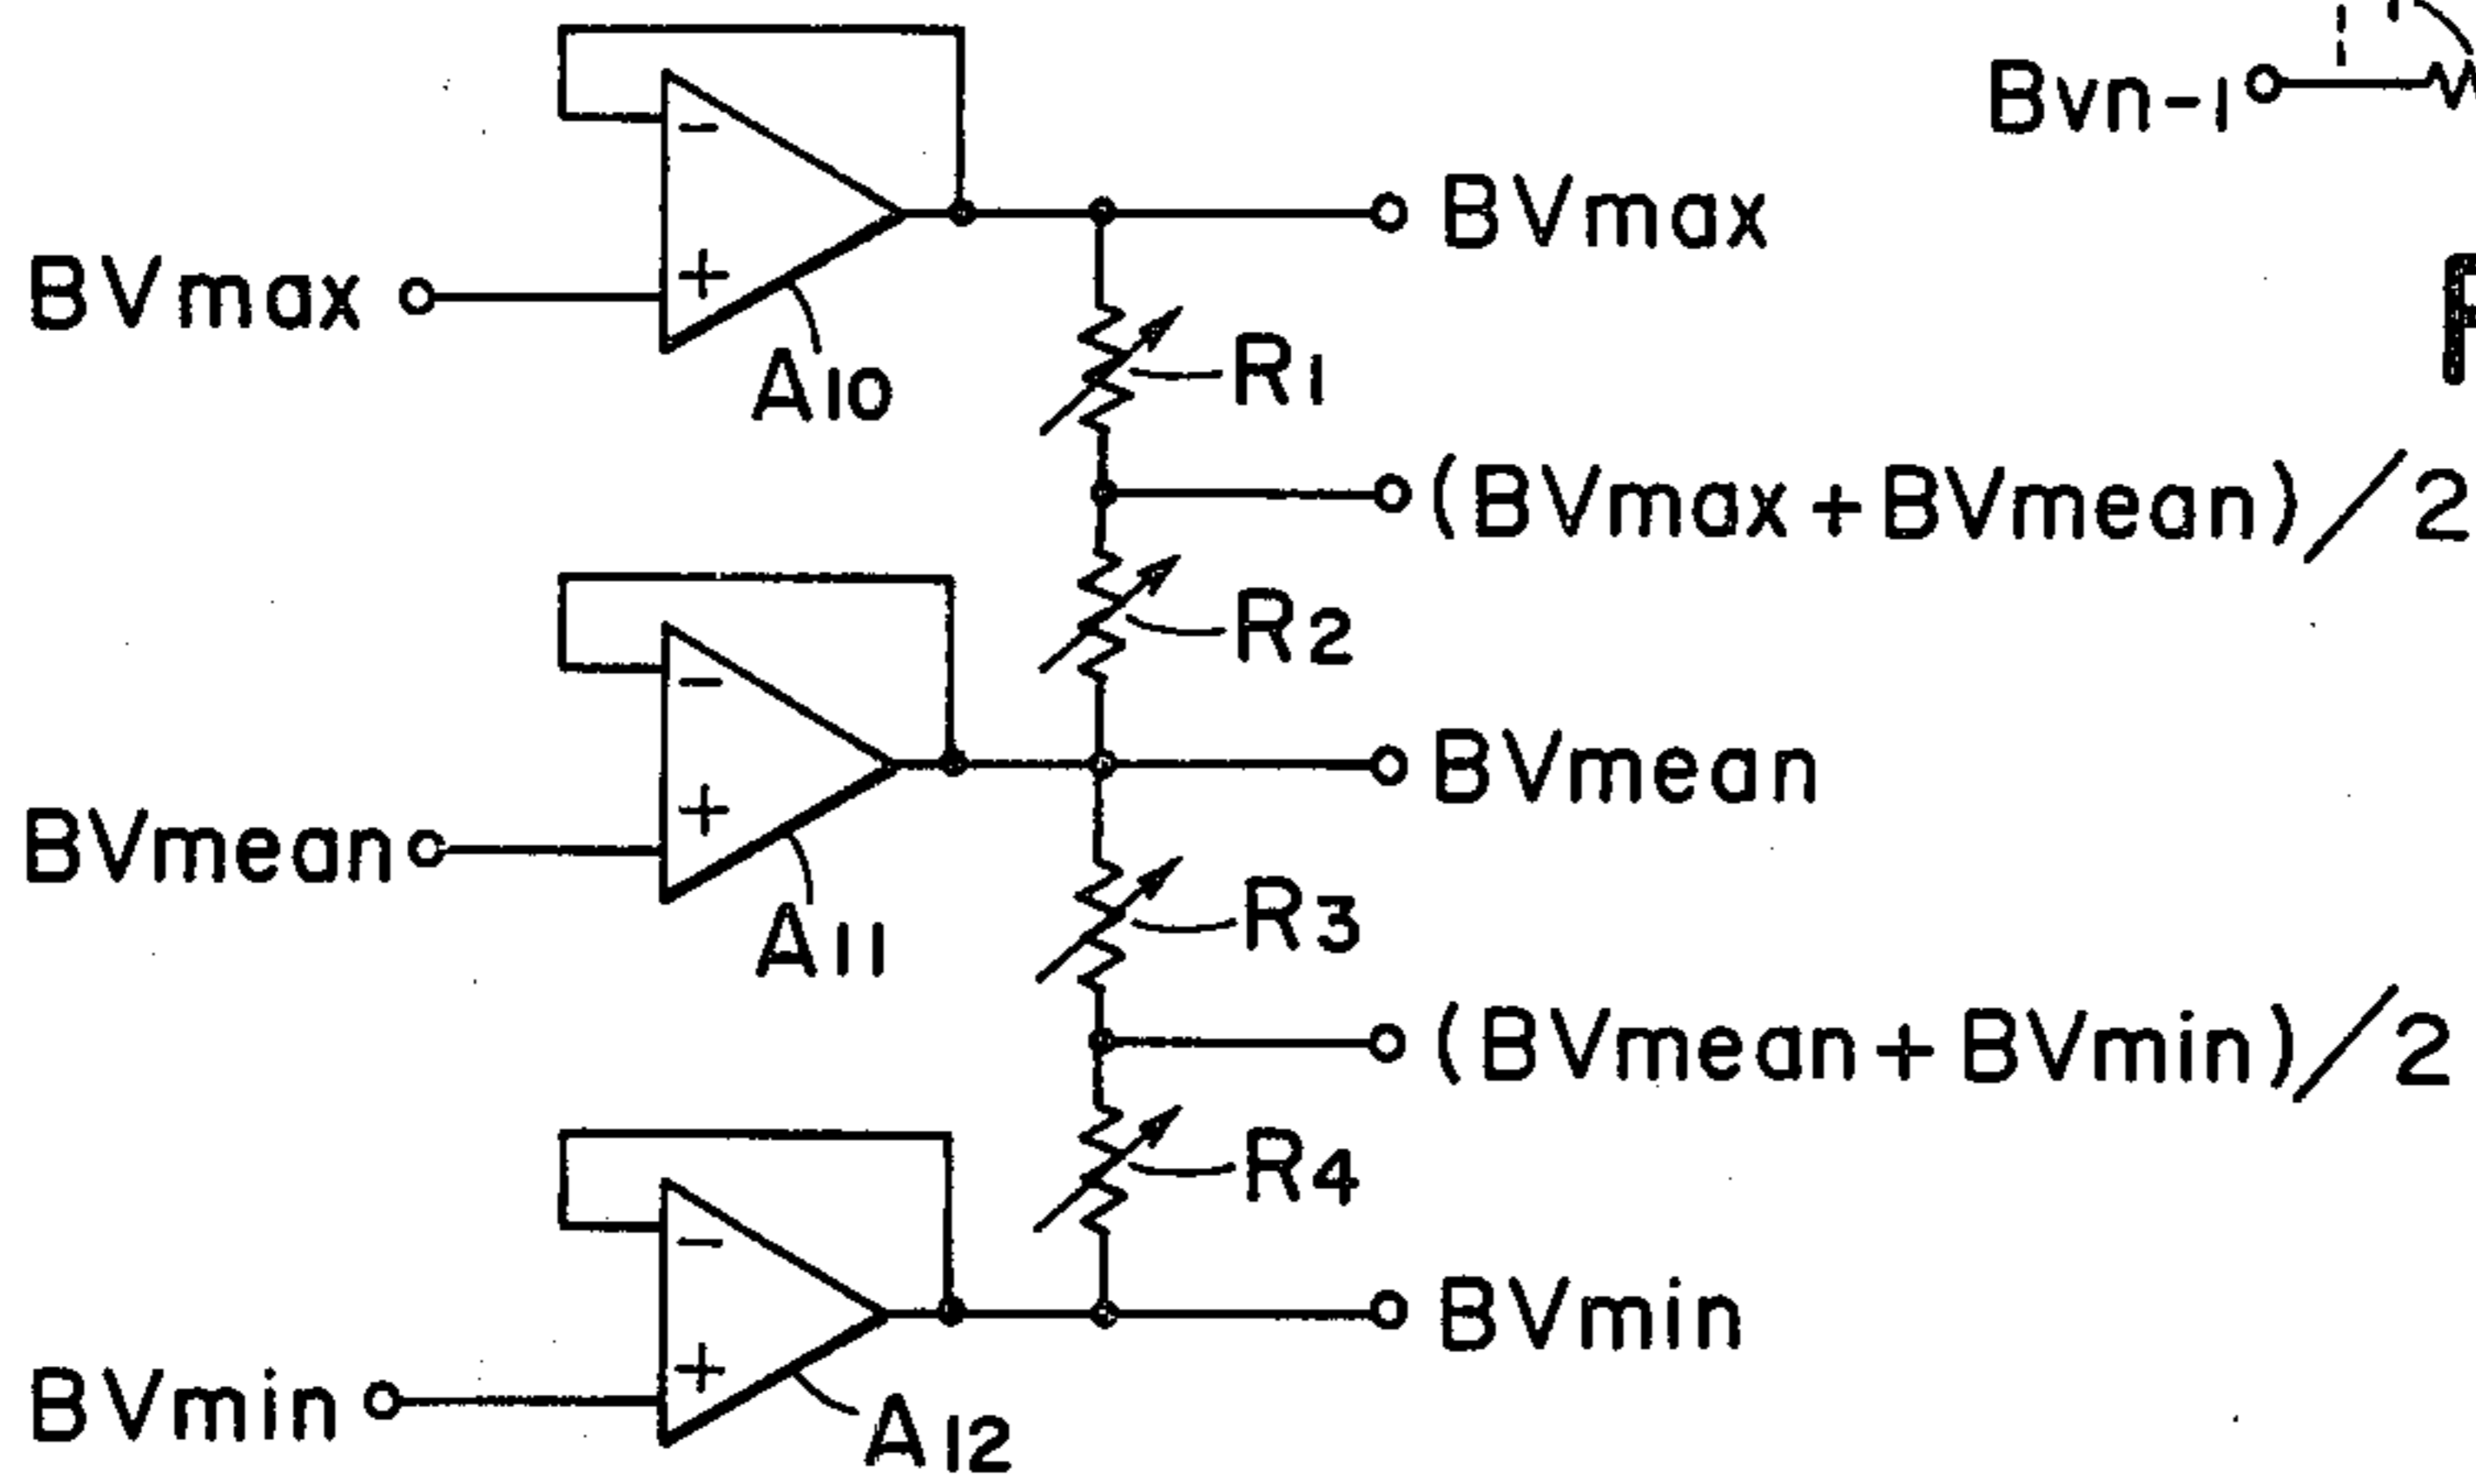 Bvn-1
BVmax
BVmax
A10
R1
(BVmax+BVmean)/2
R2
BVmean
BVmean
A11
R3
(BVmean+BVmin)/2
R4
BVmin
BVmin
A12
-
+
-
+
-
+